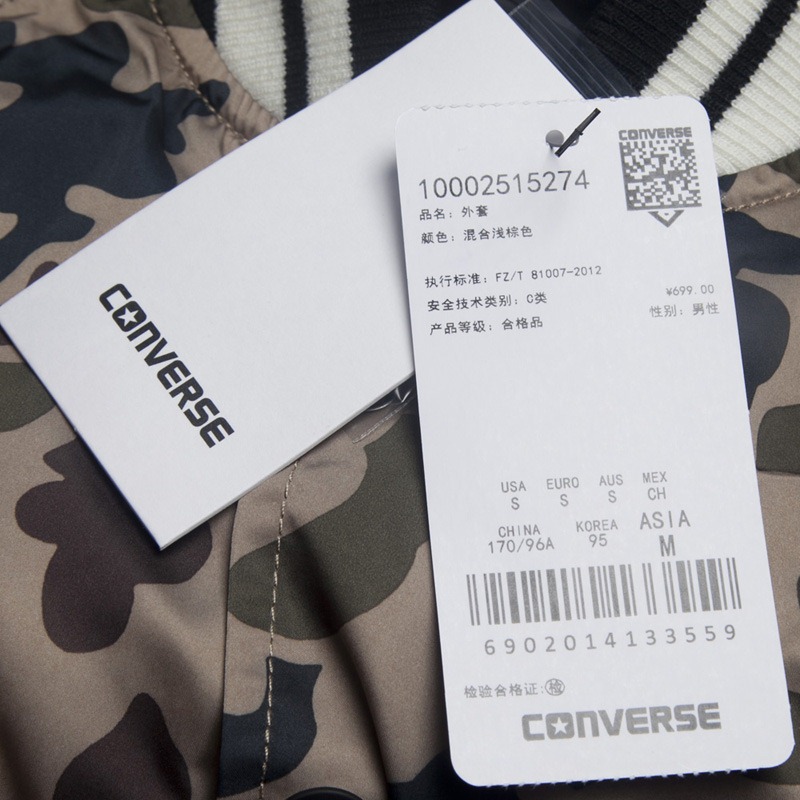 CONVERSE
CONVERSE
10002515274
品名：外套
颜色：混合浅棕色
执行标准：FZ/T 81007-2012
安全技术类别：C类
¥699.00
产品等级：合格品
性别：男性
USA EURO AUS MEX
S S S CH
CHINA KOREA ASIA
170/96A 95 M
6902014133559
检验合格证：检
CONVERSE